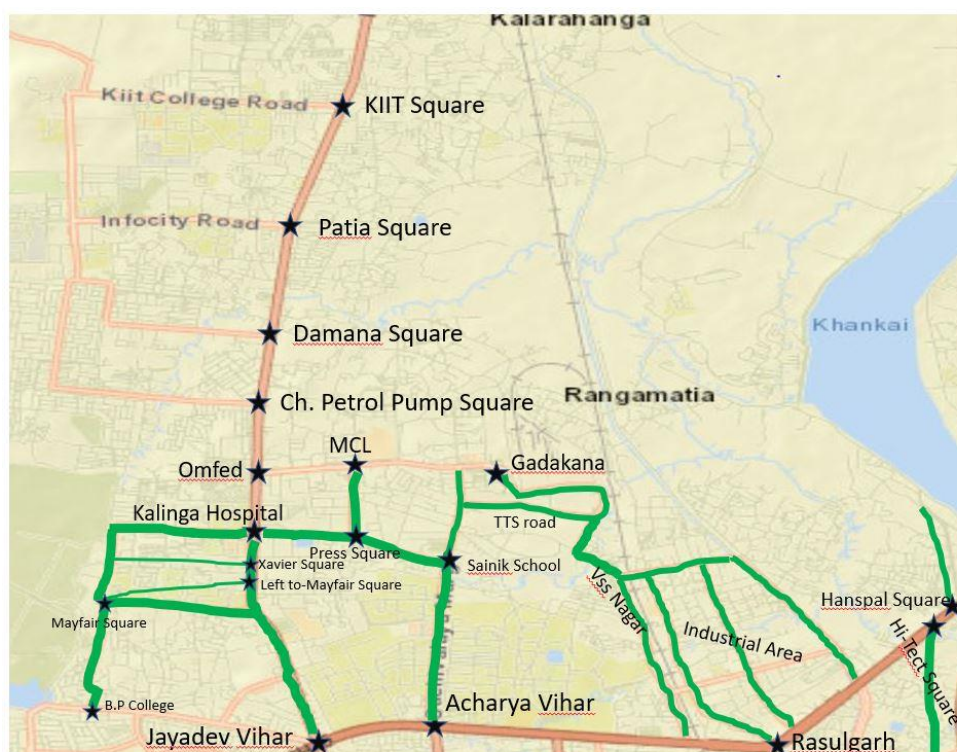 Kalarahanga
Kiit College Road
KIIT Square
Infocity Road
Patia Square
Damana Square
Khankai
Rangamatia
Ch. Petrol Pump Square
MCL
Omfed
Gadakana
Kalinga Hospital
TTS road
Press Square
Xavier Square
Sainik School
Left to-Mayfair Square
Vss Nagar
Hanspal Square
Mayfair Square
Industrial Area
Hi-Tect Square
B.P College
Acharya Vihar
Jayadev Vihar
Rasulgarh